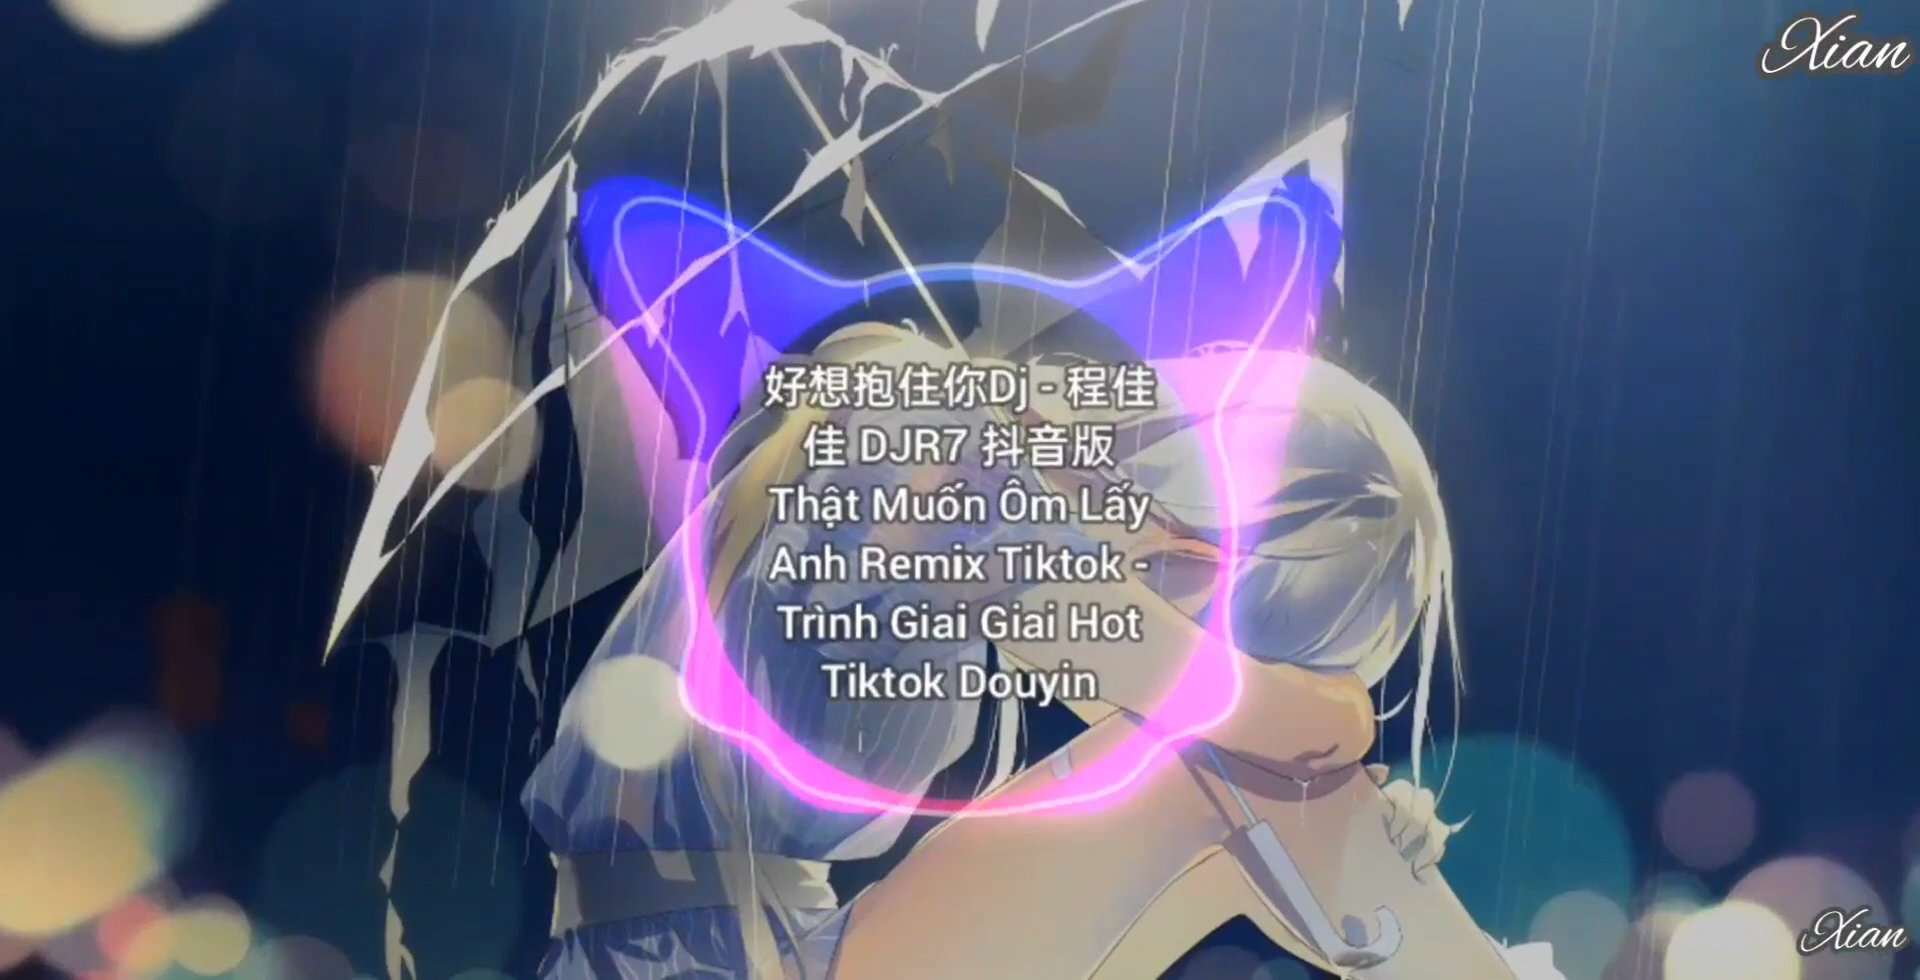 Xian
好想抱住你Dj - 程佳
佳 DJR7 抖音版
Thật Muốn Ôm Lấy
Anh Remix Tiktok -
Trình Giai Giai Hot
Tiktok Douyin
Xian